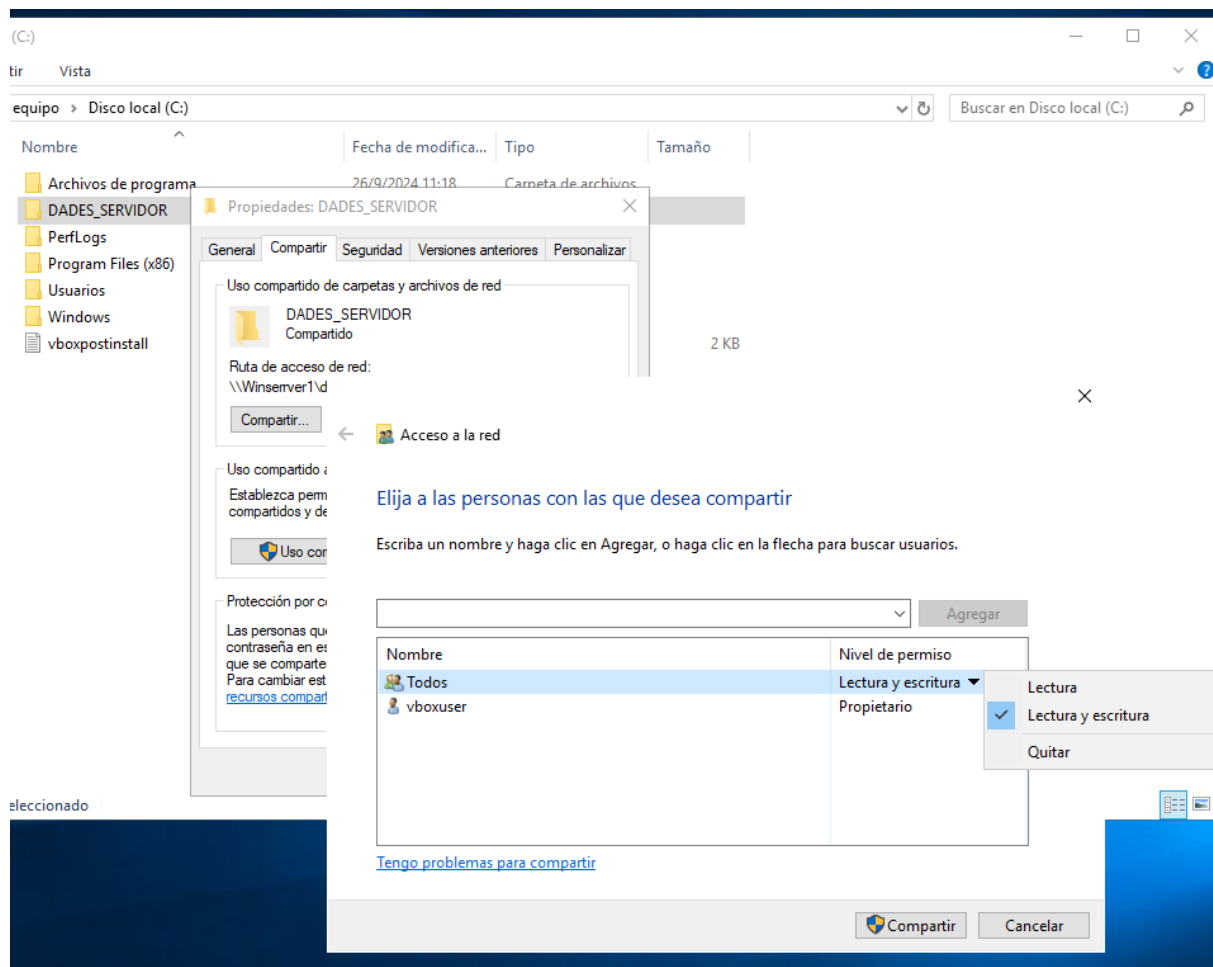 (C:)
tir Vista
equipo > Disco local (C:) Buscar en Disco local (C:)
Nombre Fecha de modifica... Tipo Tamaño
Archivos de programa 26/9/2024 11:18 Carpeta de archivos
DADES_SERVIDOR
PerfLogs
Program Files (x86)
Usuarios
Windows
vboxpostinstall 2 KB
Propiedades: DADES_SERVIDOR
General Compartir Seguridad Versiones anteriores Personalizar
Uso compartido de carpetas y archivos de red
DADES_SERVIDOR
Compartido
Ruta de acceso de red:
\\Winserrver1\d
Compartir...
Uso compartido a
Establezca perm
compartidos y de
Uso cor
Protección por co
Las personas que
contraseña en es
que se comparte
Para cambiar est
recursos compart
Acceso a la red
Elija a las personas con las que desea compartir
Escriba un nombre y haga clic en Agregar, o haga clic en la flecha para buscar usuarios.
Agregar
Nombre Nivel de permiso
Todos Lectura y escritura
vboxuser Propietario
Lectura
Lectura y escritura
Quitar
Tengo problemas para compartir
Compartir Cancelar
eleccionado